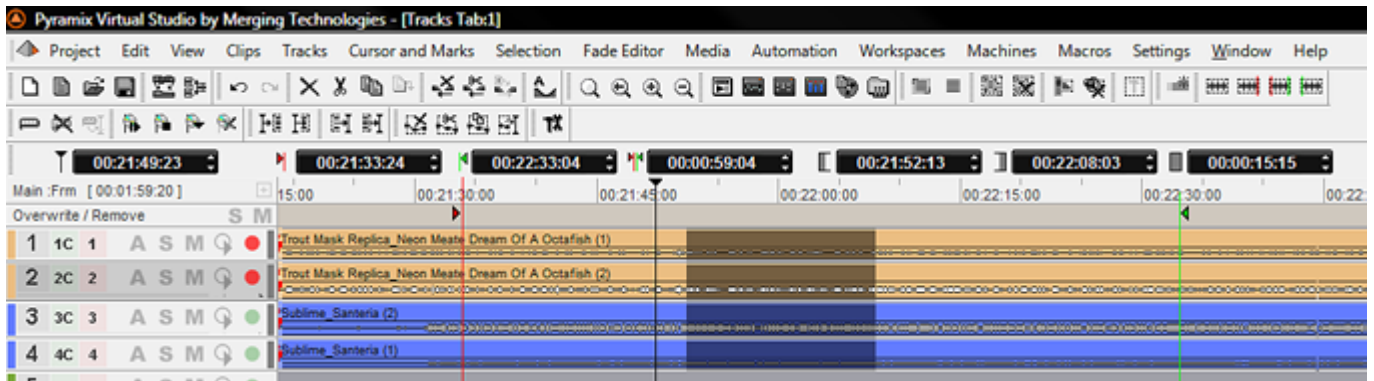 Pyramix Virtual Studio by Merging Technologies - [Tracks Tab:1]
Project Edit View Clips Tracks Cursor and Marks Selection Fade Editor Media Automation Workspaces Machines Macros Settings Window Help
00:21:49:23 00:21:33:24 00:22:33:04 00:00:59:04 00:21:52:13 00:22:08:03 00:00:15:15
Main :Frm [ 00:01:59:20 ] 15:00 00:21:30:00 00:21:45:00 00:22:00:00 00:22:15:00 00:22:30:00 00:22:
Overwrite / Remove S M
1 1C 1 A S M Trout Mask Replica_Neon Meate Dream Of A Octafish (1)
2 2C 2 A S M Trout Mask Replica_Neon Meate Dream Of A Octafish (2)
3 3C 3 A S M Sublime_Santeria (2)
4 4C 4 A S M Sublime_Santeria (1)